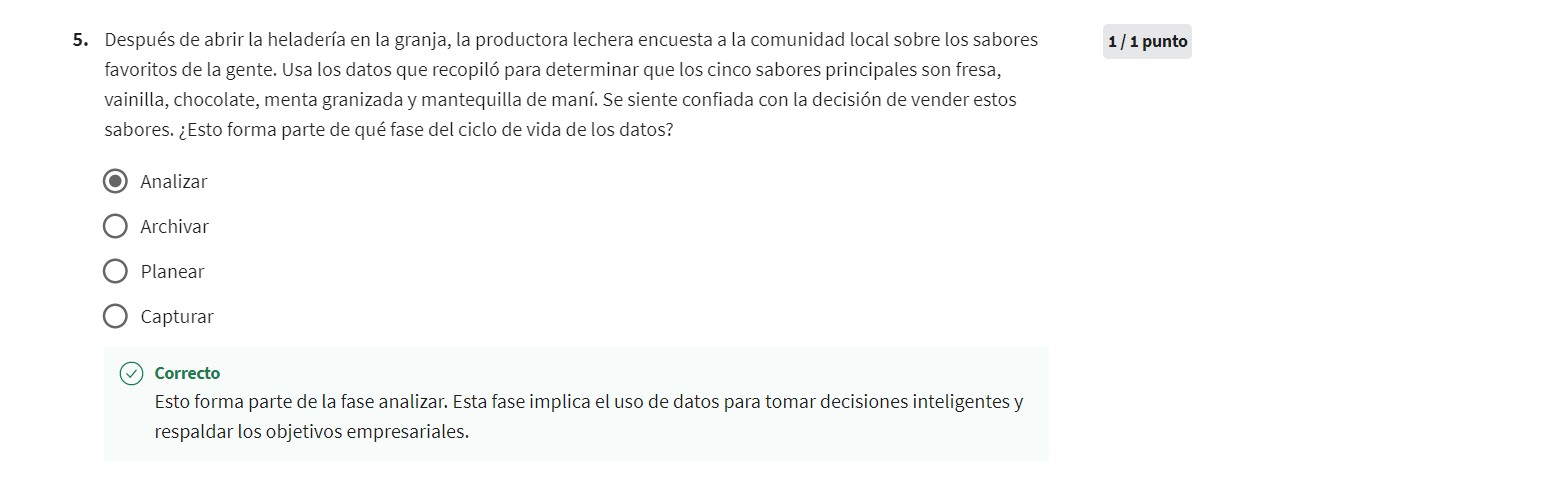 5. Después de abrir la heladería en la granja, la productora lechera encuesta a la comunidad local sobre los sabores
favoritos de la gente. Usa los datos que recopiló para determinar que los cinco sabores principales son fresa,
vainilla, chocolate, menta granizada y mantequilla de maní. Se siente confiada con la decisión de vender estos
sabores. ¿Esto forma parte de qué fase del ciclo de vida de los datos?
1 / 1 punto
Analizar
Archivar
Planear
Capturar
Correcto
Esto forma parte de la fase analizar. Esta fase implica el uso de datos para tomar decisiones inteligentes y
respaldar los objetivos empresariales.